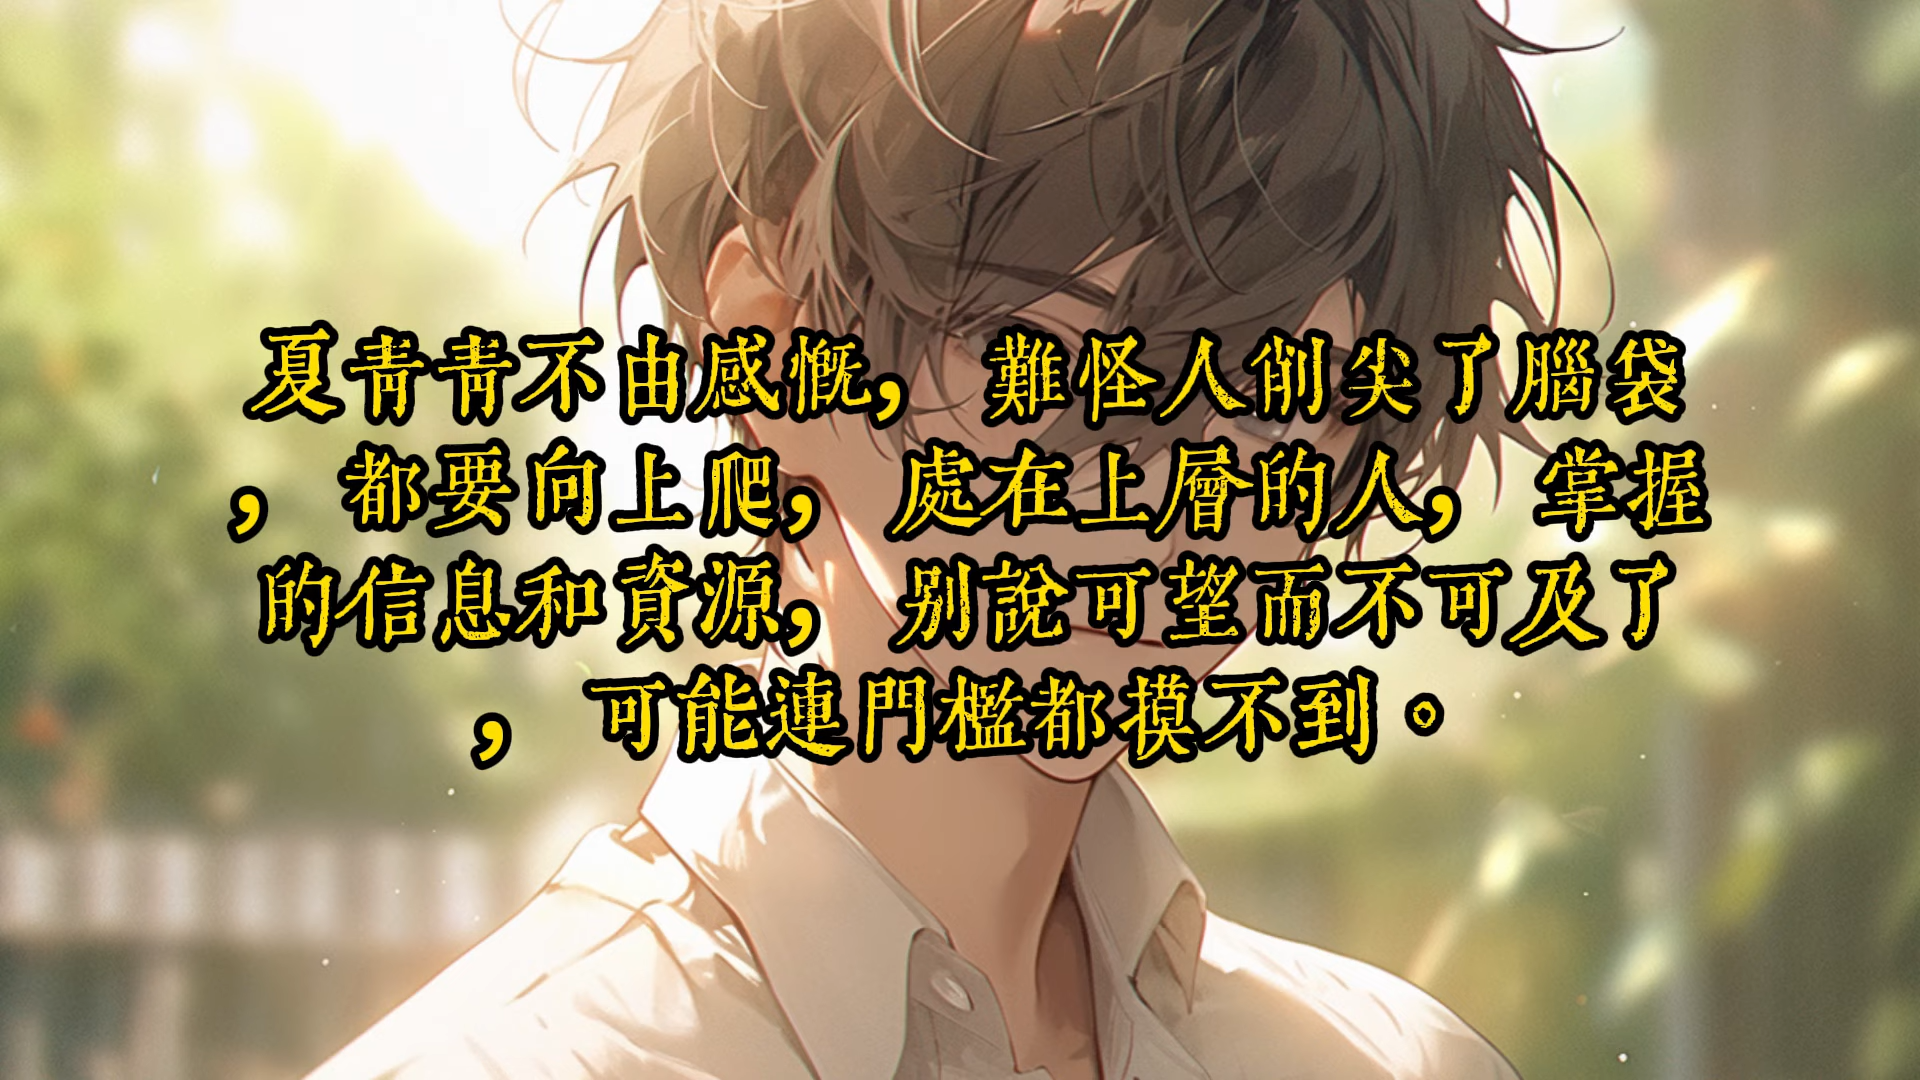 夏青青不由感慨，難怪人削尖了腦袋
，都要向上爬，處在上層的人，掌握
的信息和資源，别說可望而不可及了
，可能連門檻都摸不到。